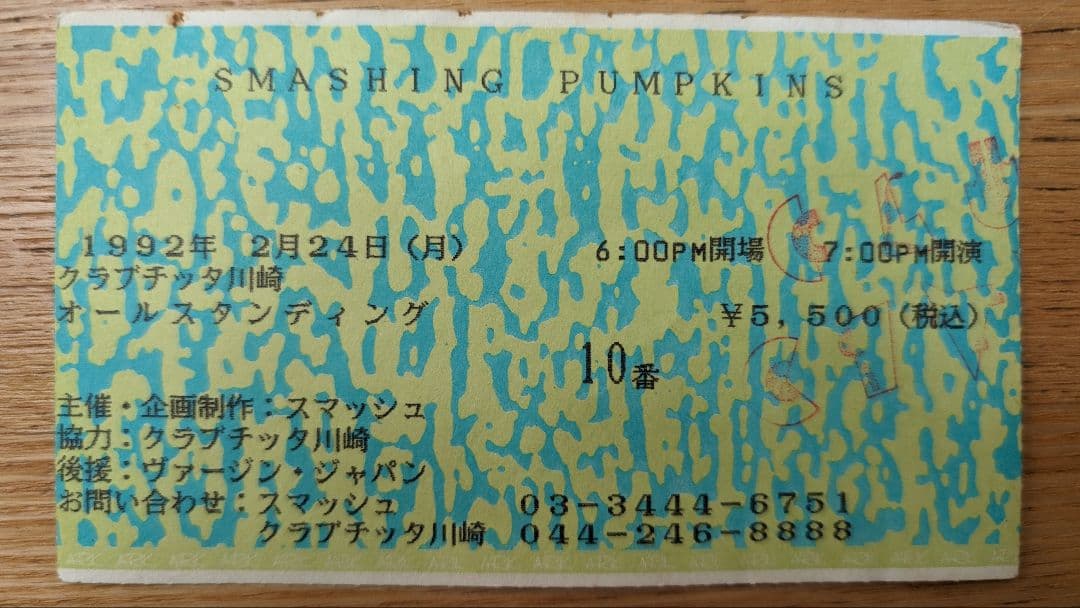 SMASHING PUMPKINS
1992年 2月24日(月) 6:00PM開場 7:00PM開演
クラブチッタ川崎
オールスタンディング ¥5,500(税込)
10番
主催・企画制作:スマッシュ
協力:クラブチッタ川崎
後援:ヴァージン・ジャパン
お問い合わせ:スマッシュ 03-3444-6751
クラブチッタ川崎 044-246-8888